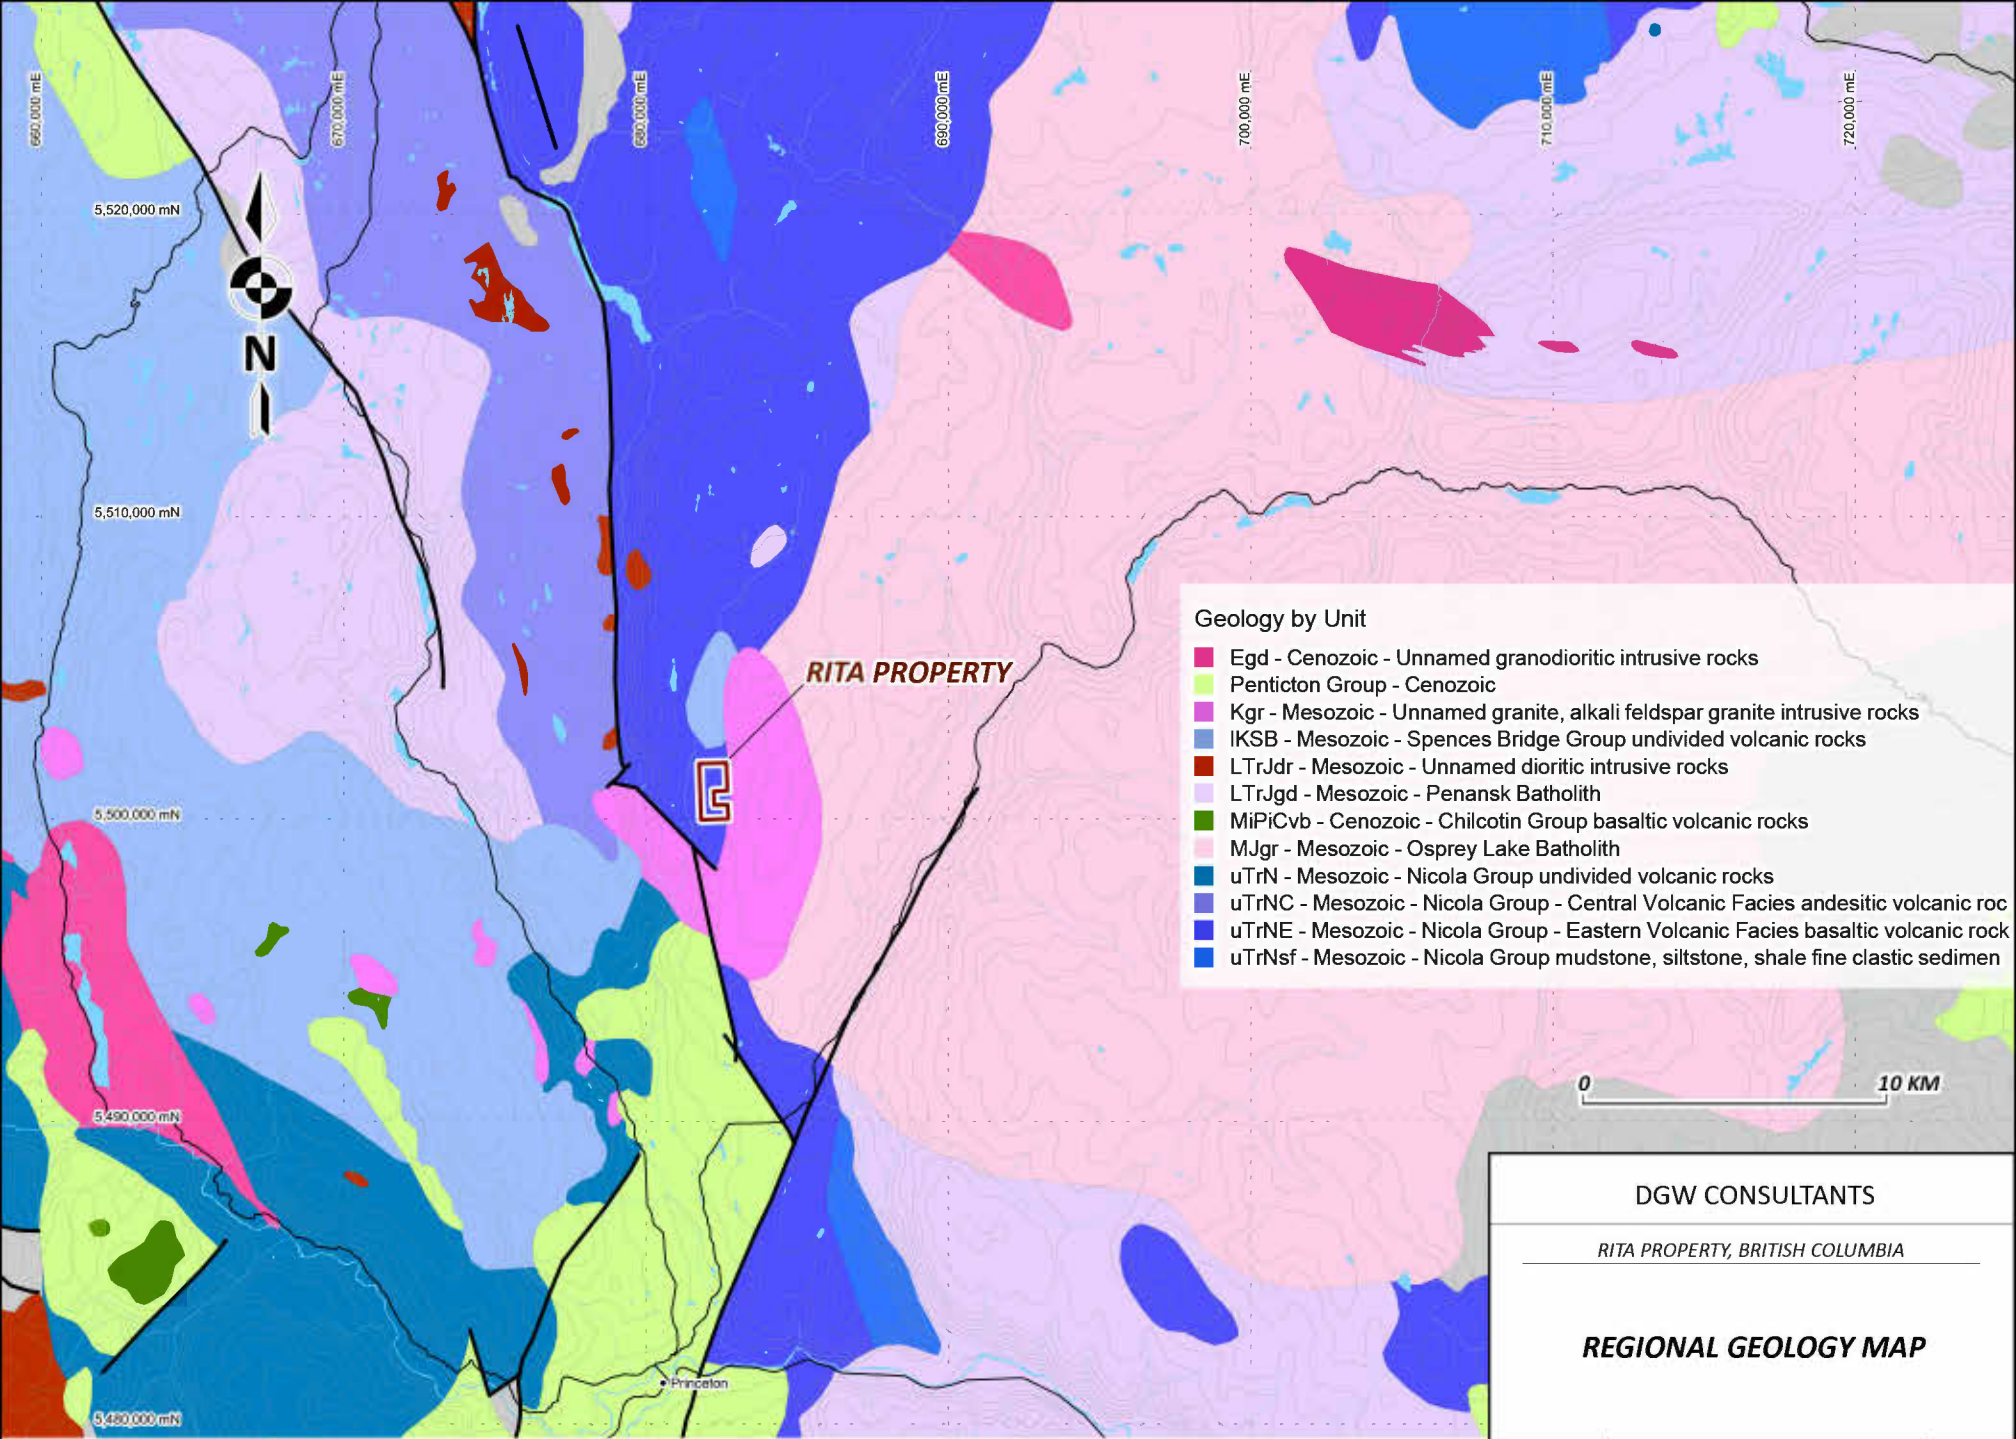 660,000 mE
670,000 mE
680,000 mE
690,000 mE
700,000 mE
710,000 mE
720,000 mE
5,520,000 mN
N
5,510,000 mN
RITA PROPERTY
5,500,000 mN
Geology by Unit
Egd - Cenozoic - Unnamed granodioritic intrusive rocks
Penticton Group - Cenozoic
Kgr - Mesozoic - Unnamed granite, alkali feldspar granite intrusive rocks
lKSB - Mesozoic - Spences Bridge Group undivided volcanic rocks
LTrJdr - Mesozoic - Unnamed dioritic intrusive rocks
LTrJgd - Mesozoic - Penansk Batholith
MiPiCvb - Cenozoic - Chilcotin Group basaltic volcanic rocks
MJgr - Mesozoic - Osprey Lake Batholith
uTrN - Mesozoic - Nicola Group undivided volcanic rocks
uTrNC - Mesozoic - Nicola Group - Central Volcanic Facies andesitic volcanic roc
uTrNE - Mesozoic - Nicola Group - Eastern Volcanic Facies basaltic volcanic rock
uTrNsf - Mesozoic - Nicola Group mudstone, siltstone, shale fine clastic sedimen
0 10 KM
5,490,000 mN
DGW CONSULTANTS
RITA PROPERTY, BRITISH COLUMBIA
REGIONAL GEOLOGY MAP
Princeton
5,480,000 mN